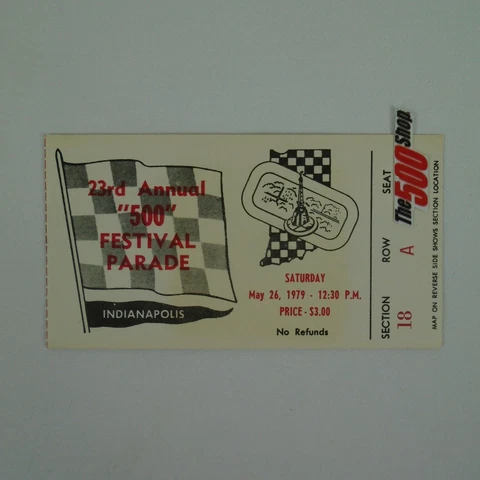 23rd Annual
"500"
FESTIVAL
PARADE
INDIANAPOLIS
SATURDAY
May 26, 1979 - 12:30 P.M.
PRICE - $3.00
No Refunds
SECTION
18
ROW
A
SEAT
The 500 Shop
MAP ON REVERSE SIDE SHOWS SECTION LOCATION